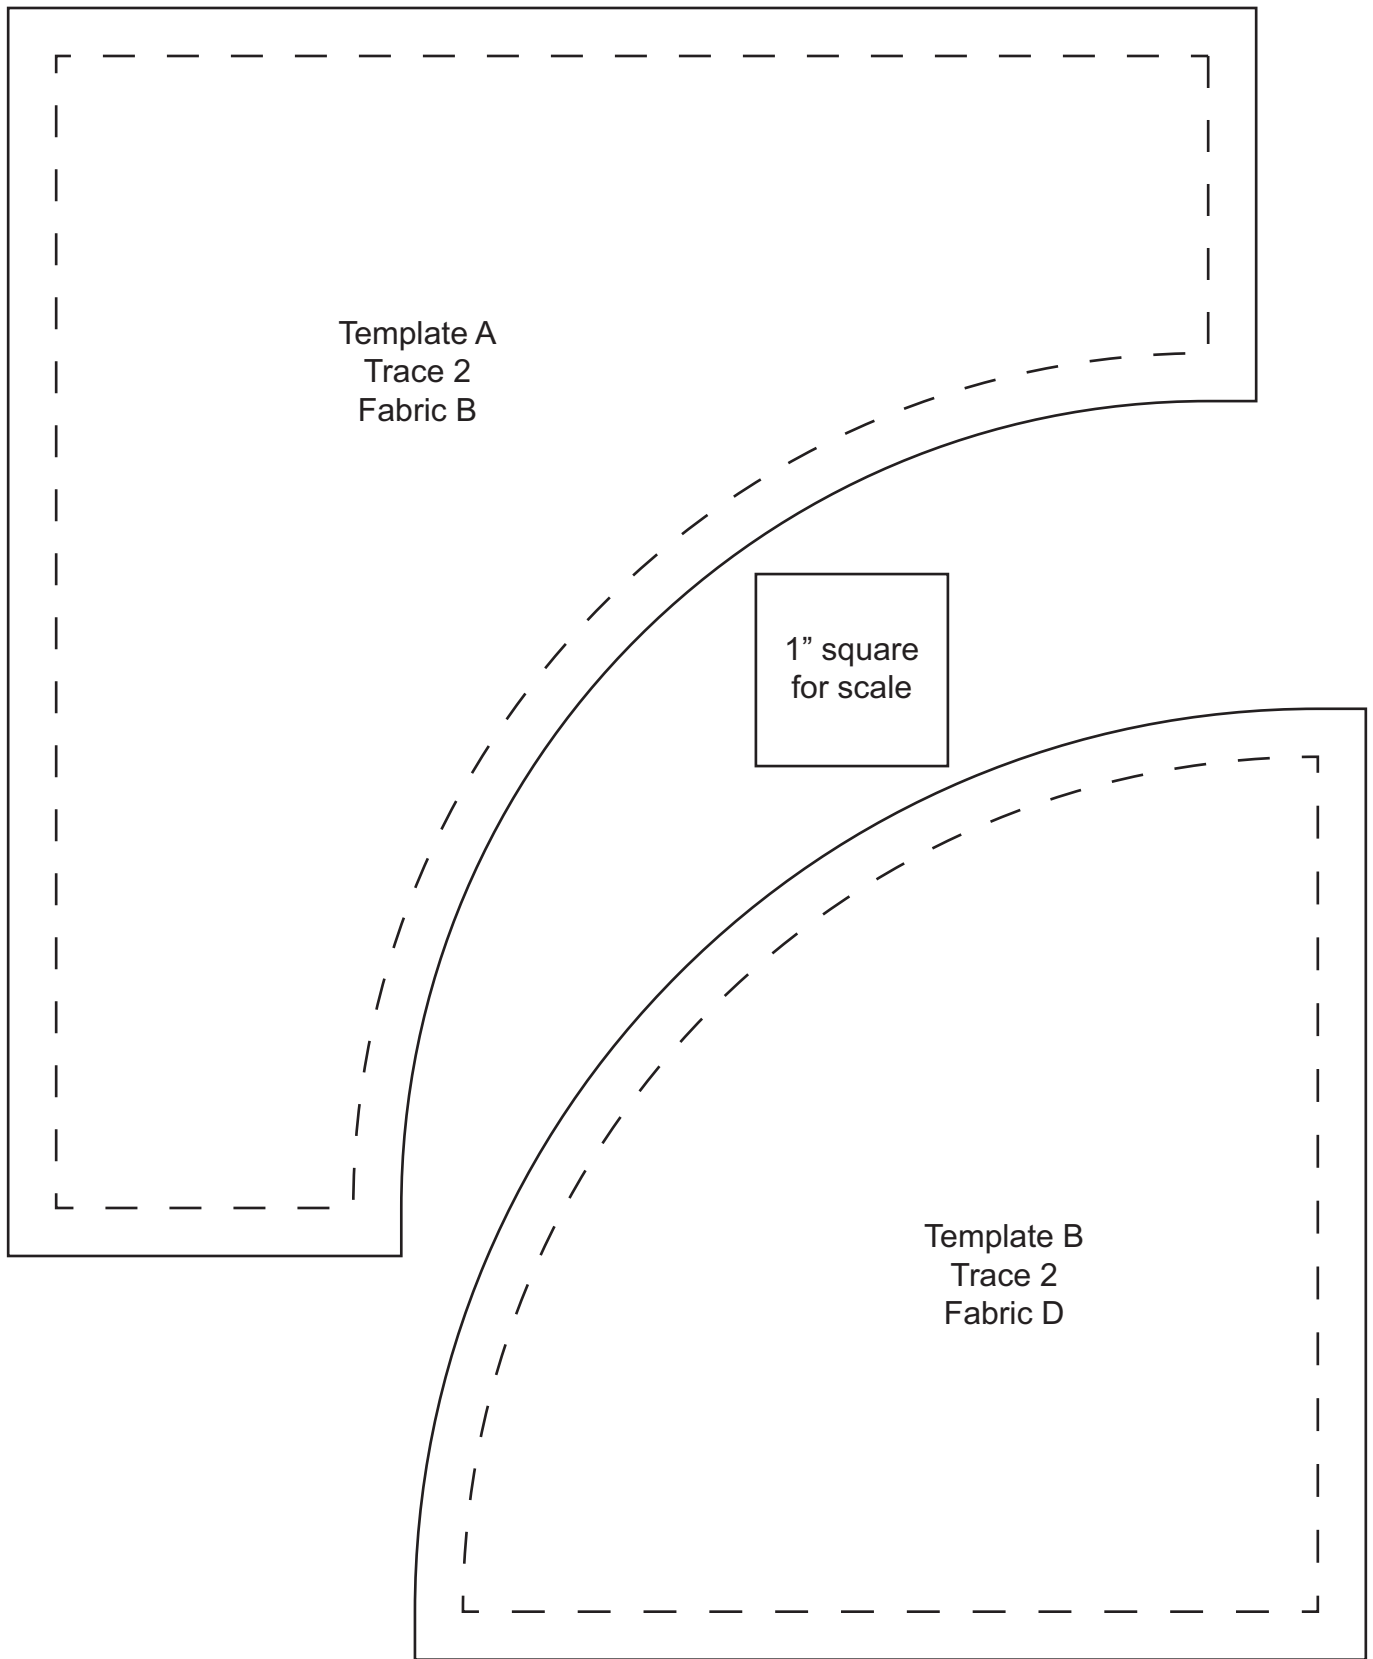 Template A
Trace 2
Fabric B
1” square
for scale
Template B
Trace 2
Fabric D